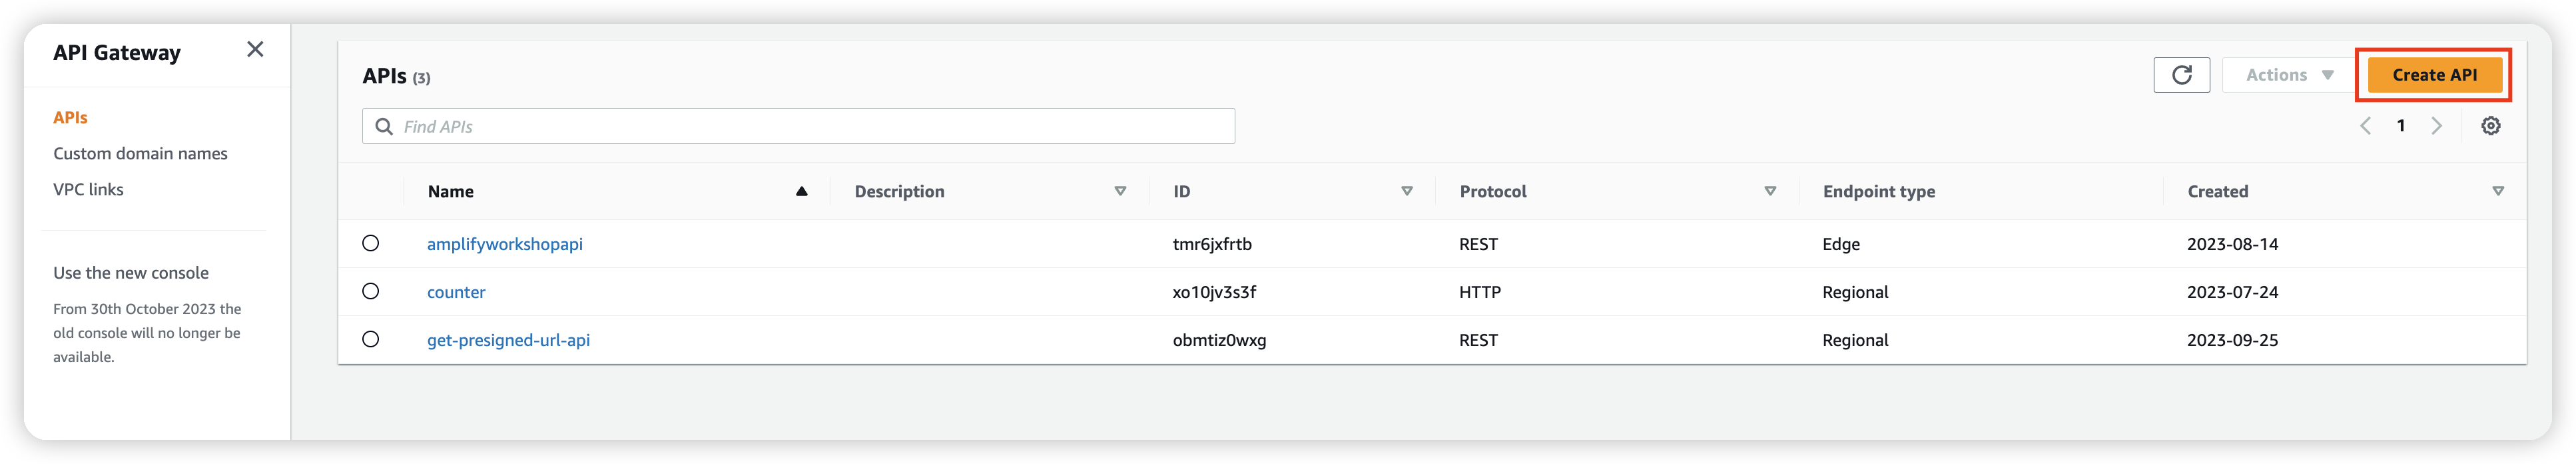 API Gateway
APIs
Custom domain names
VPC links
Use the new console
From 30th October 2023 the
old console will no longer be
available.
APIs (3)
Actions
Create API
Find APIs
1
Name Description ID Protocol Endpoint type Created
amplifyworkshopapi tmr6jxfrtb REST Edge 2023-08-14
counter xo10jv3s3f HTTP Regional 2023-07-24
get-presigned-url-api obmtiz0wxg REST Regional 2023-09-25